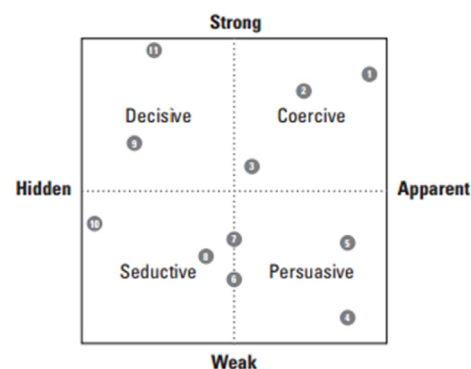 Strong
11
1
2
Decisive
Coercive
9
3
Hidden
Apparent
10
7
5
8
Seductive
Persuasive
6
4
Weak